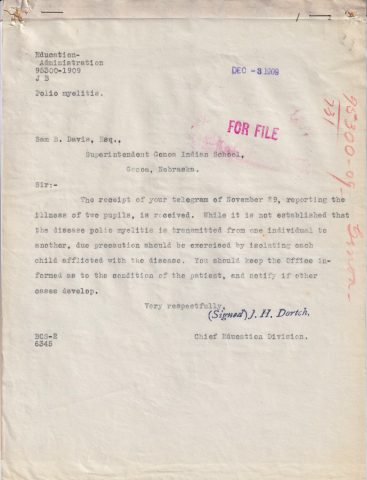 Education-
Administration
95300-1909
J B
DEC -3 1909
Polio myelitis.
FOR FILE
95300-09
731
Sam B. Davis, Esq.,
Superintendent Genoa Indian School,
Genoa, Nebraska.
Sir:-
The receipt of your telegram of November 29, reporting the
illness of two pupils, is received. While it is not established that
the disease polio myelitis is transmitted from one individual to
another, due precaution should be exercised by isolating each
child afflicted with the disease. You should keep the Office in-
formed as to the condition of the patient, and notify if other
cases develop.
Very respectfully,
(Signed) J. H. Dortch.
Chief Education Division.
BCS-2
6345